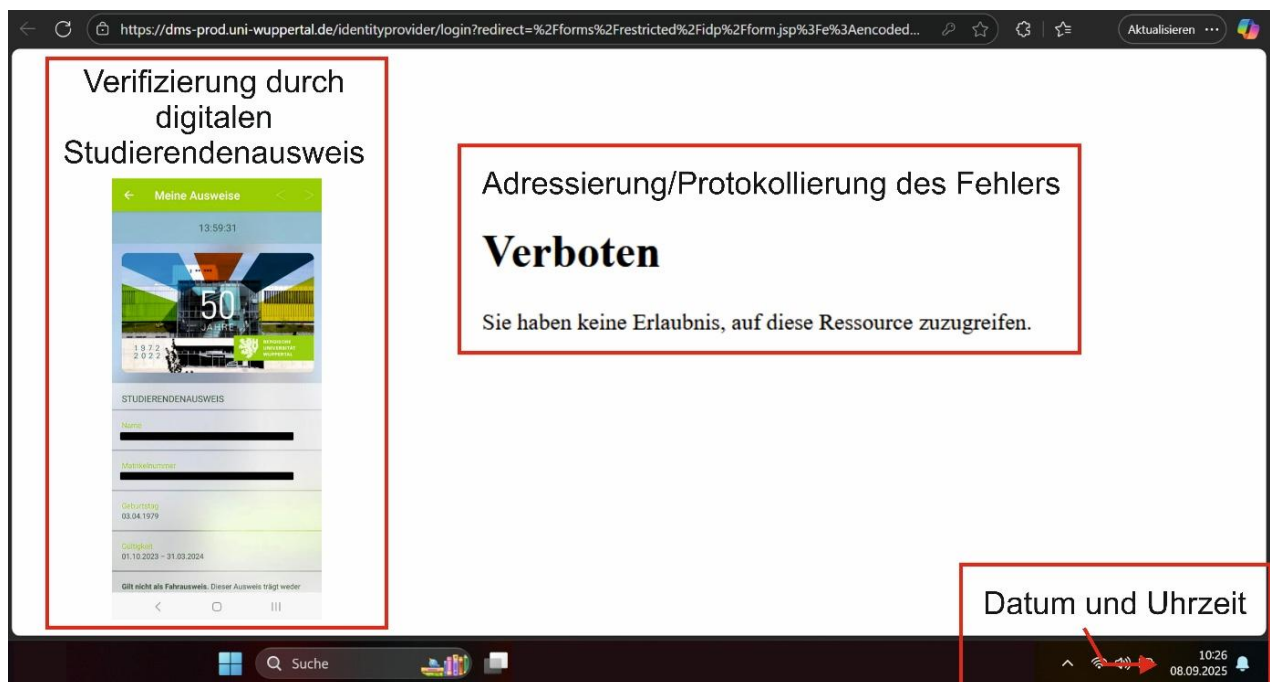 https://dms-prod.uni-wuppertal.de/identityprovider/login?redirect=%2Fforms%2Frestricted%2Fidp%2Fform.jsp%3Fe%3Aencoded...
Aktualisieren
Verifizierung durch
digitalen
Studierendenausweis
Meine Ausweise
13:59:31
50
JAHRE
1972
2022
BERGISCHE
UNIVERSITÄT
WUPPERTAL
STUDIERENDENAUSWEIS
Name
Matrikelnummer
Geburtstag
03.04.1979
Gültigkeit
01.10.2023 – 31.03.2024
Gilt nicht als Fahrausweis. Dieser Ausweis trägt weder
Adressierung/Protokollierung des Fehlers
Verboten
Sie haben keine Erlaubnis, auf diese Ressource zuzugreifen.
Datum und Uhrzeit
Suche
10:26
08.09.2025